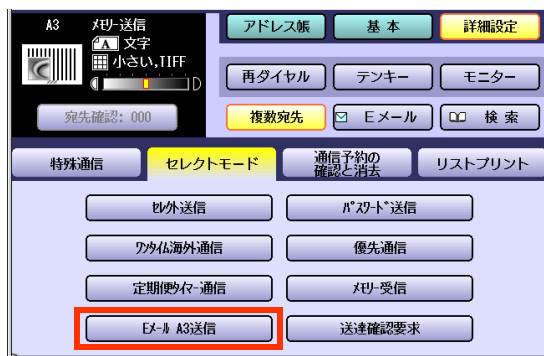 A3 ﾒﾓﾘｰ送信
A 文字
小さい,TIFF
D
宛先確認: 000
アドレス帳 基本 詳細設定
再ダイヤル テンキー モニター
複数宛先 Eメール 検索
特殊通信 セレクトモード 通信予約の確認と消去 リストプリント
ｾﾚｸﾄ送信 ﾊﾟｽﾜｰﾄﾞ送信
ﾜﾝﾀｲﾑ海外通信 優先通信
定期便ﾀｲﾏｰ通信 ﾒﾓﾘｰ受信
Eﾒｰﾙ A3送信 送達確認要求